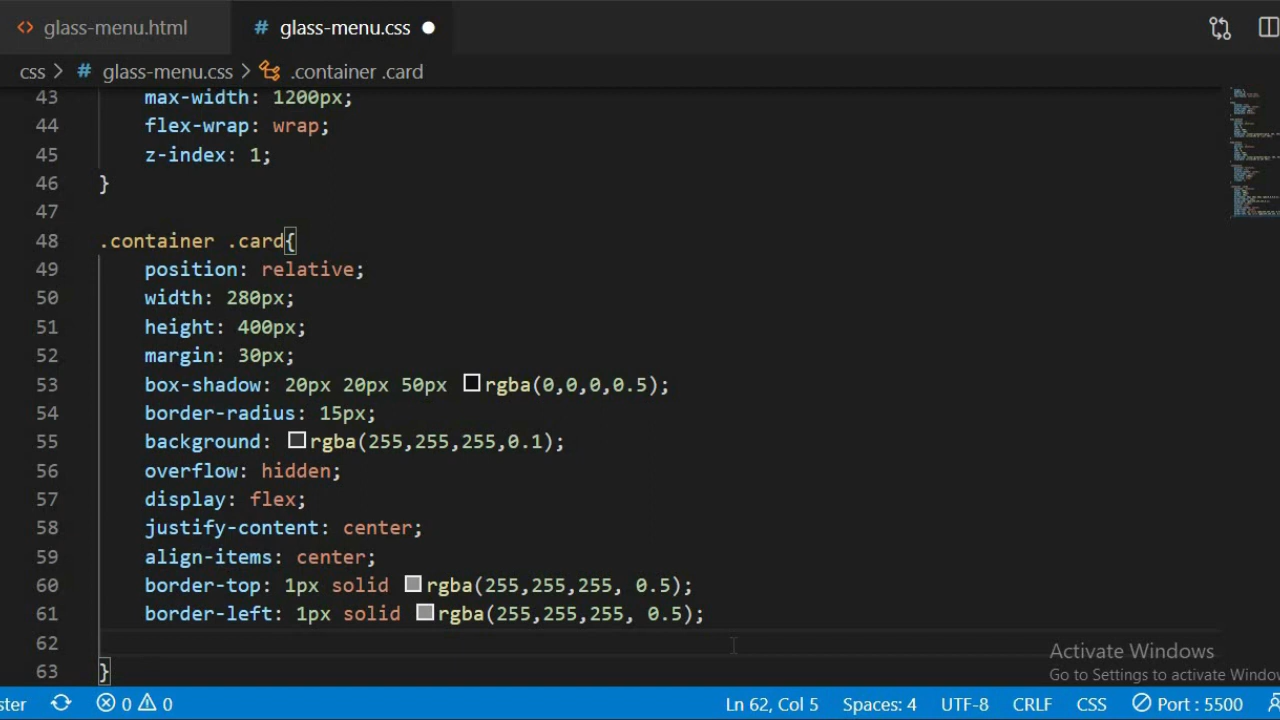 glass-menu.html # glass-menu.css
css > # glass-menu.css > .container .card
43 max-width: 1200px;
44 flex-wrap: wrap;
45 z-index: 1;
46 }
47
48 .container .card{
49 position: relative;
50 width: 280px;
51 height: 400px;
52 margin: 30px;
53 box-shadow: 20px 20px 50px rgba(0,0,0,0.5);
54 border-radius: 15px;
55 background: rgba(255,255,255,0.1);
56 overflow: hidden;
57 display: flex;
58 justify-content: center;
59 align-items: center;
60 border-top: 1px solid rgba(255,255,255, 0.5);
61 border-left: 1px solid rgba(255,255,255, 0.5);
62
63 }
Activate Windows
Go to Settings to activate Windo
ster 0 0 Ln 62, Col 5 Spaces: 4 UTF-8 CRLF CSS Port : 5500